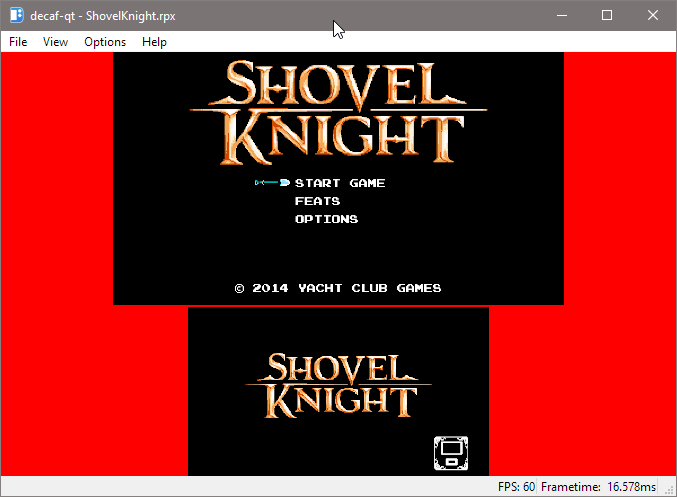 decaf-qt - ShovelKnight.rpx
File View Options Help
SHOVEL
KNIGHT
START GAME
FEATS
OPTIONS
© 2014 YACHT CLUB GAMES
SHOVEL
KNIGHT
FPS: 60 Frametime: 16.578ms